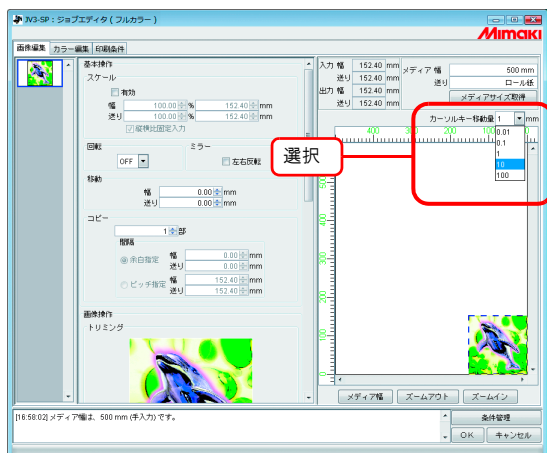 JV3-SP : ジョブエディタ ( フルカラー )
Mimaki
画像編集 カラー編集 印刷条件
基本操作
スケール
有効
幅 100.00 % 152.40 mm
送り 100.00 % 152.40 mm
縦横比固定入力
回転 ミラー
OFF 左右反転
移動
幅 0.00 mm
送り 0.00 mm
コピー
1 部
間隔
余白指定 幅 0.00 mm
送り 0.00 mm
ピッチ指定 幅 152.40 mm
送り 152.40 mm
画像操作
トリミング
入力 幅 152.40 mm
送り 152.40 mm
出力 幅 152.40 mm
送り 152.40 mm
メディア 幅 500 mm
送り ロール紙
メディアサイズ取得
カーソルキー移動量 1 mm
0.01
0.1
1
10
100
選択
400 300 200 100 0
500
400
300
200
100
0
メディア幅 ズームアウト ズームイン
[16:58:02] メディア幅は、500 mm (手入力) です。
条件管理
OK キャンセル